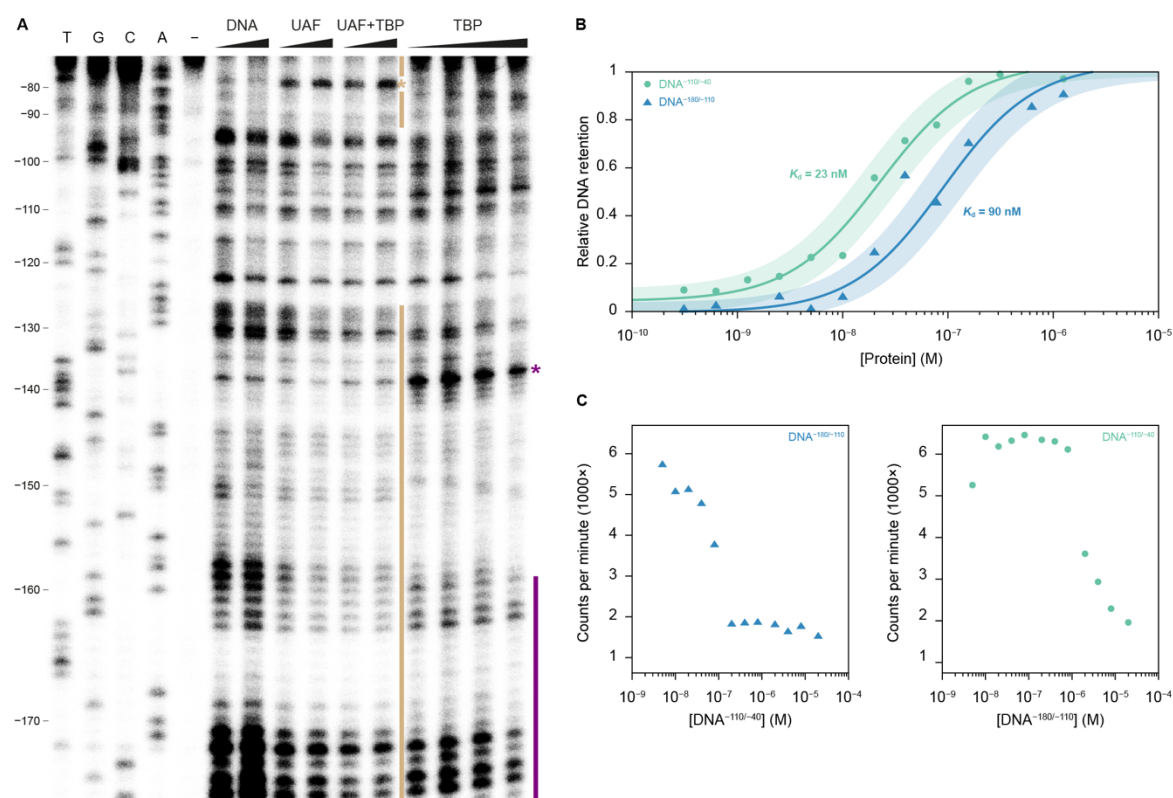 A
T G C A – DNA UAF UAF+TBP TBP
−80
−90
−100
−110
−120
−130
−140
−150
−160
−170
*
*
B
Relative DNA retention
1
0.8
0.6
0.4
0.2
0
DNA⁻¹¹⁰/⁻⁴⁰
DNA⁻¹⁸⁰/⁻¹¹⁰
Kd = 23 nM
Kd = 90 nM
10⁻¹⁰ 10⁻⁹ 10⁻⁸ 10⁻⁷ 10⁻⁶ 10⁻⁵
[Protein] (M)
C
Counts per minute (1000×)
6
5
4
3
2
1
DNA⁻¹⁸⁰/⁻¹¹⁰
10⁻⁹ 10⁻⁸ 10⁻⁷ 10⁻⁶ 10⁻⁵ 10⁻⁴
[DNA⁻¹¹⁰/⁻⁴⁰] (M)
Counts per minute (1000×)
6
5
4
3
2
1
DNA⁻¹¹⁰/⁻⁴⁰
10⁻⁹ 10⁻⁸ 10⁻⁷ 10⁻⁶ 10⁻⁵ 10⁻⁴
[DNA⁻¹⁸⁰/⁻¹¹⁰] (M)